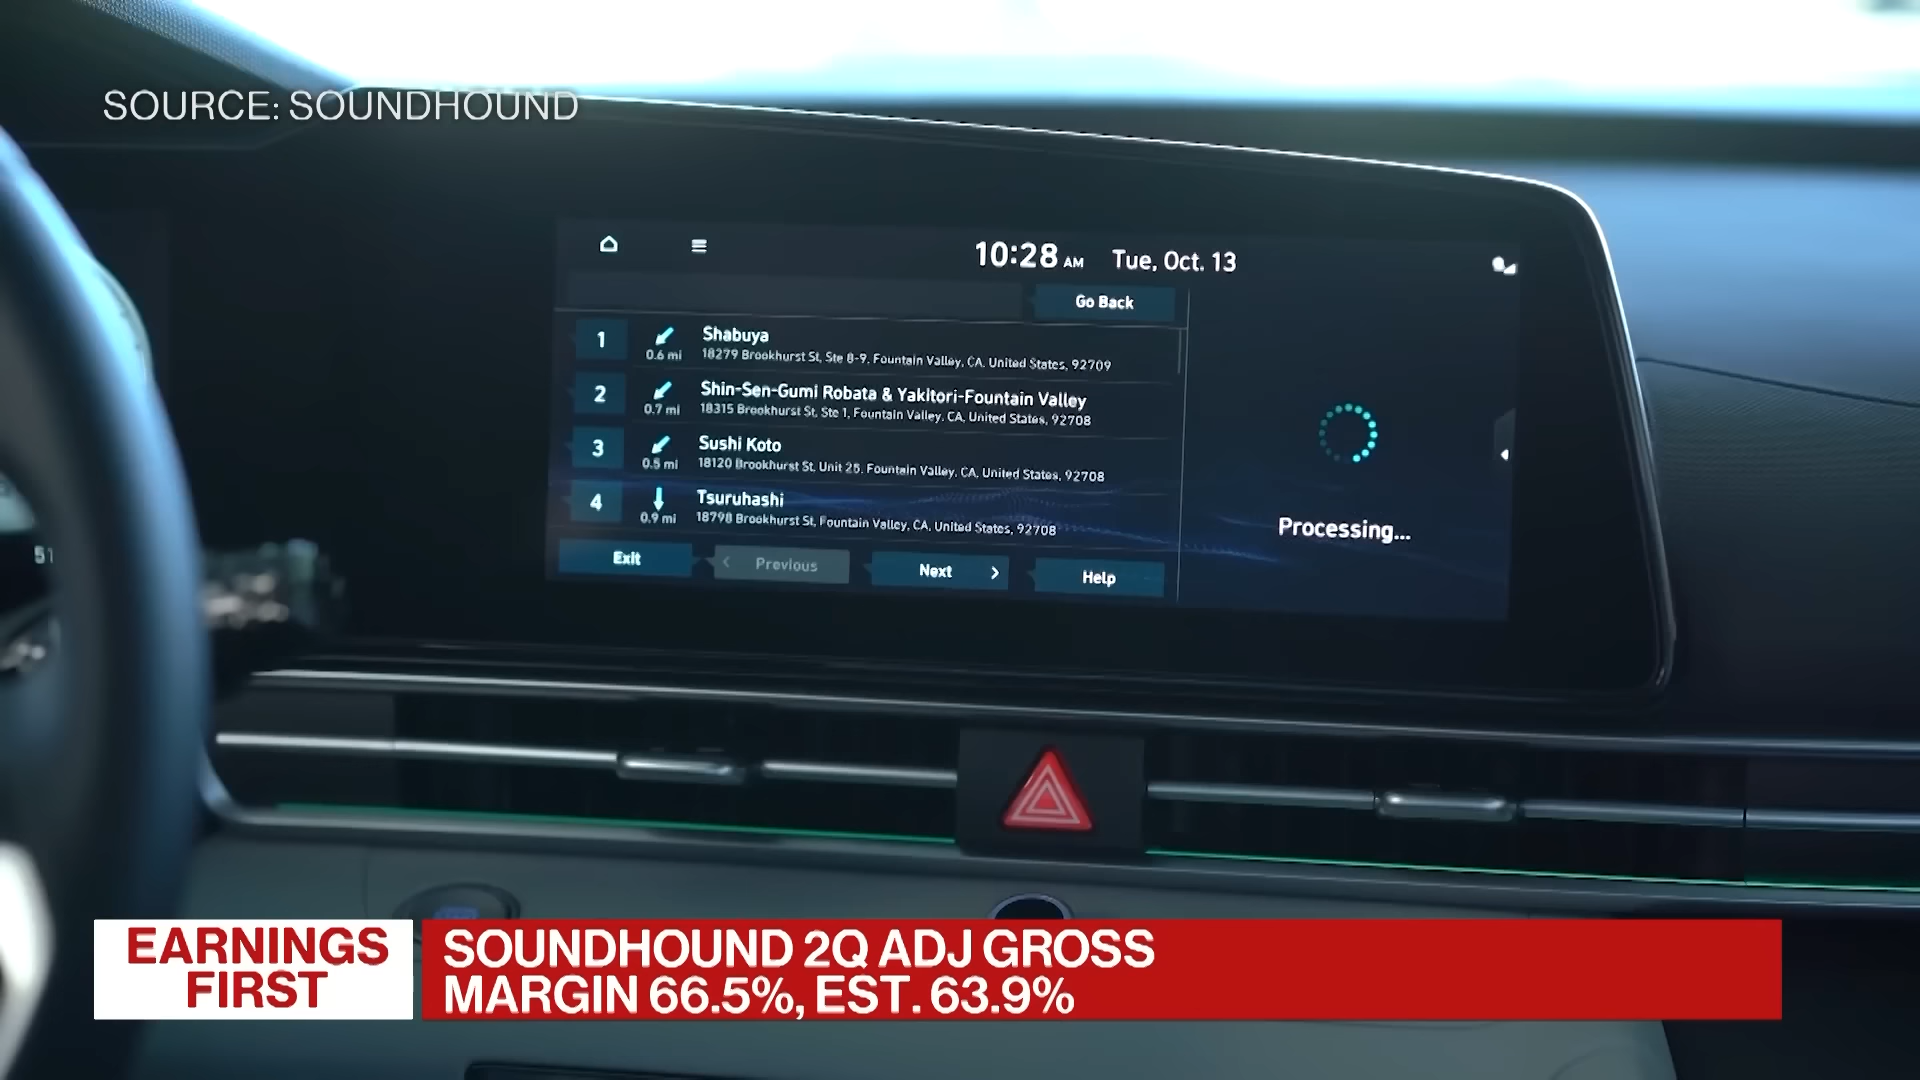 SOURCE: SOUNDHOUND
10:28 AM Tue, Oct. 13
Go Back
1 Shabuya
0.6 mi 18279 Brookhurst St, Ste 8-9, Fountain Valley, CA, United States, 92709
2 Shin-Sen-Gumi Robata & Yakitori-Fountain Valley
0.7 mi 18315 Brookhurst St, Ste 1, Fountain Valley, CA, United States, 92708
3 Sushi Koto
0.5 mi 18120 Brookhurst St, Unit 25, Fountain Valley, CA, United States, 92708
4 Tsuruhashi
0.9 mi 18798 Brookhurst St, Fountain Valley, CA, United States, 92708
Processing...
Exit Previous Next Help
EARNINGS
FIRST
SOUNDHOUND 2Q ADJ GROSS
MARGIN 66.5%, EST. 63.9%